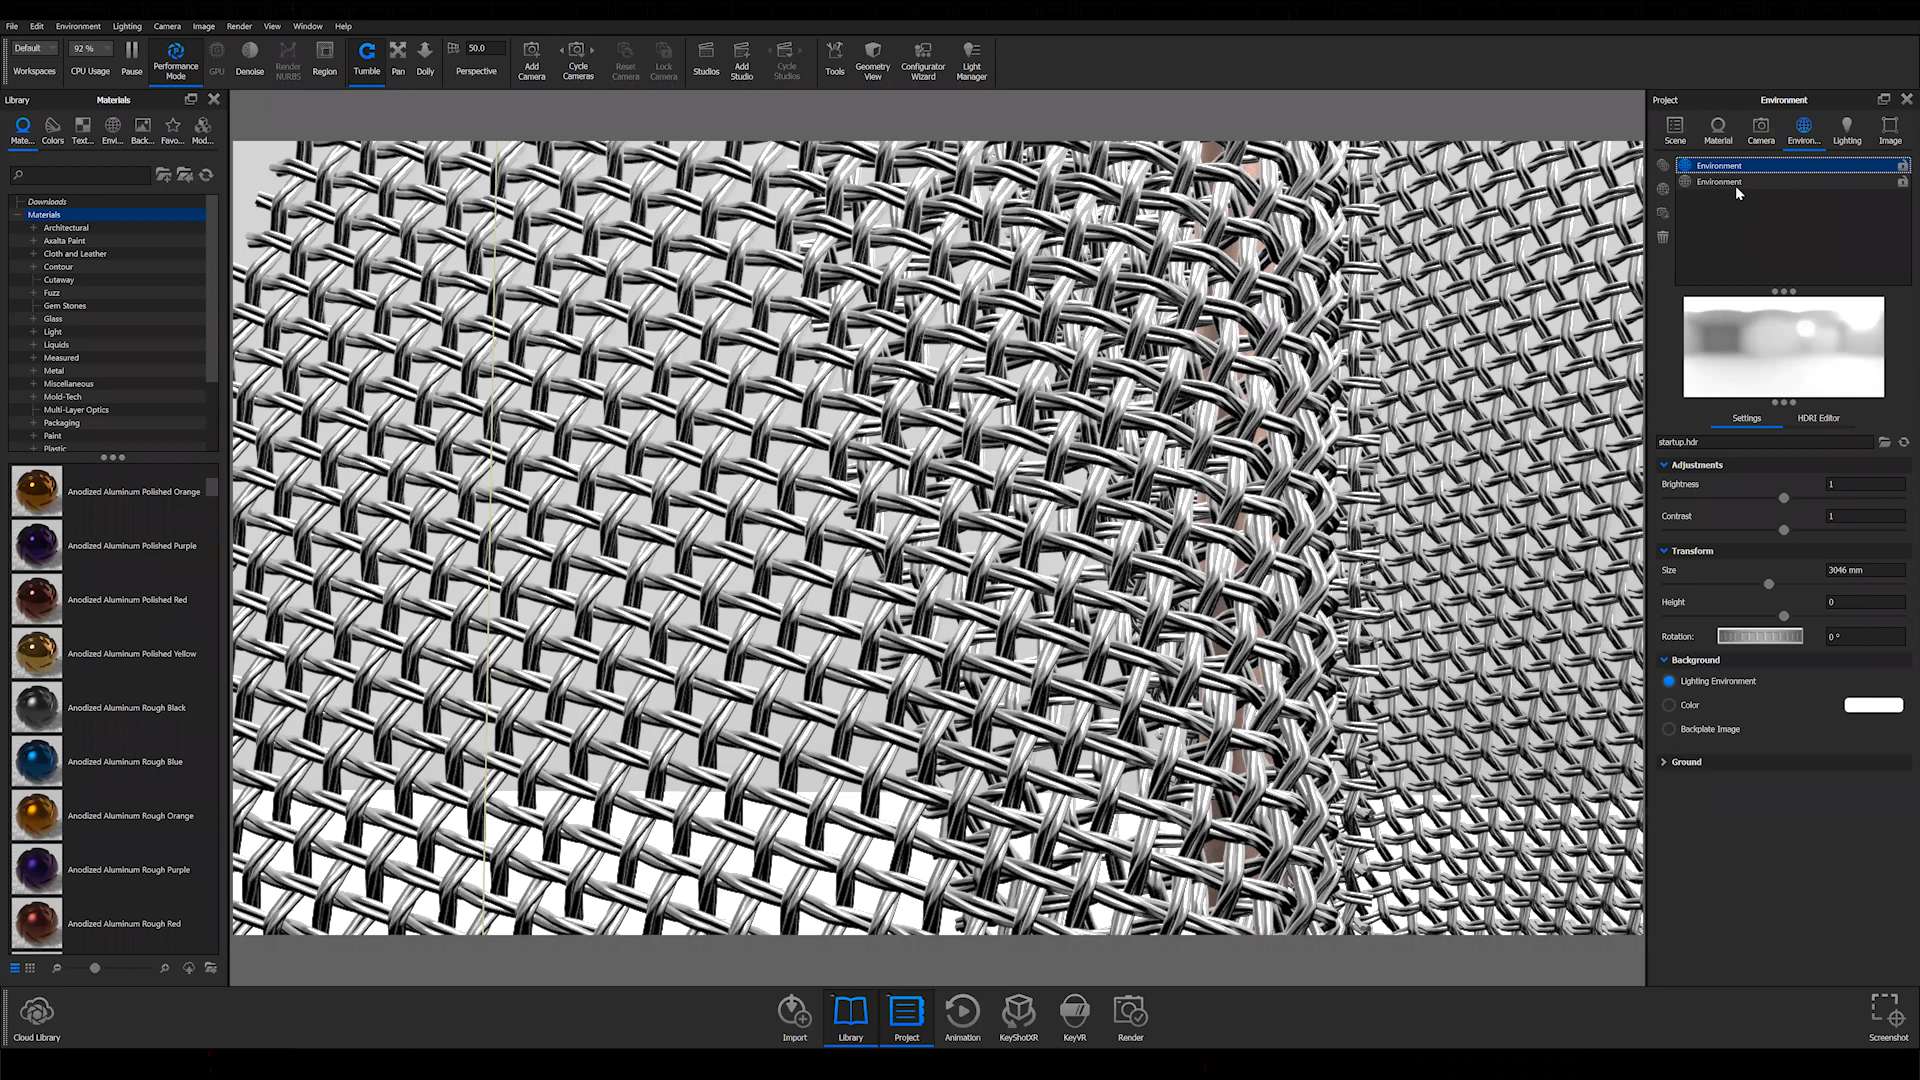 File Edit Environment Lighting Camera Image Render View Window Help
Default 92 % 50.0
Workspaces CPU Usage Pause Performance Mode GPU Denoise Render NURBS Region Tumble Pan Dolly Perspective Add Camera Cycle Cameras Reset Camera Lock Camera Studios Add Studio Cycle Studios Tools Geometry View Configurator Wizard Light Manager
Library Materials
Mate... Colors Text... Envi... Back... Favo... Mod...
Downloads
Materials
Architectural
Axalta Paint
Cloth and Leather
Contour
Cutaway
Fuzz
Gem Stones
Glass
Light
Liquids
Measured
Metal
Miscellaneous
Mold-Tech
Multi-Layer Optics
Packaging
Paint
Plastic
Anodized Aluminum Polished Orange
Anodized Aluminum Polished Purple
Anodized Aluminum Polished Red
Anodized Aluminum Polished Yellow
Anodized Aluminum Rough Black
Anodized Aluminum Rough Blue
Anodized Aluminum Rough Orange
Anodized Aluminum Rough Purple
Anodized Aluminum Rough Red
Project Environment
Scene Material Camera Environ... Lighting Image
Environment
Environment
Settings HDRI Editor
startup.hdr
Adjustments
Brightness 1
Contrast 1
Transform
Size 3046 mm
Height 0
Rotation: 0 °
Background
Lighting Environment
Color
Backplate Image
Ground
Cloud Library Import Library Project Animation KeyShotXR KeyVR Render Screenshot